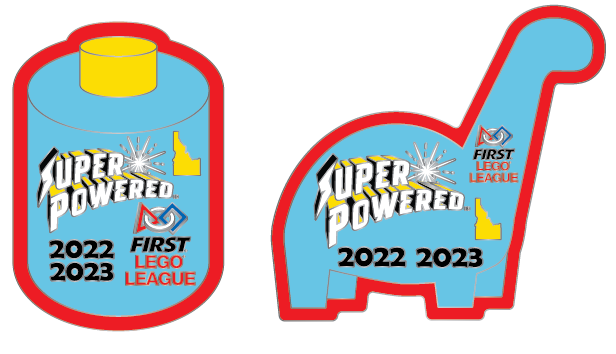 SUPER
POWERED
2022
2023
FIRST
LEGO
LEAGUE
SUPER
POWERED
FIRST
LEGO
LEAGUE
2022 2023